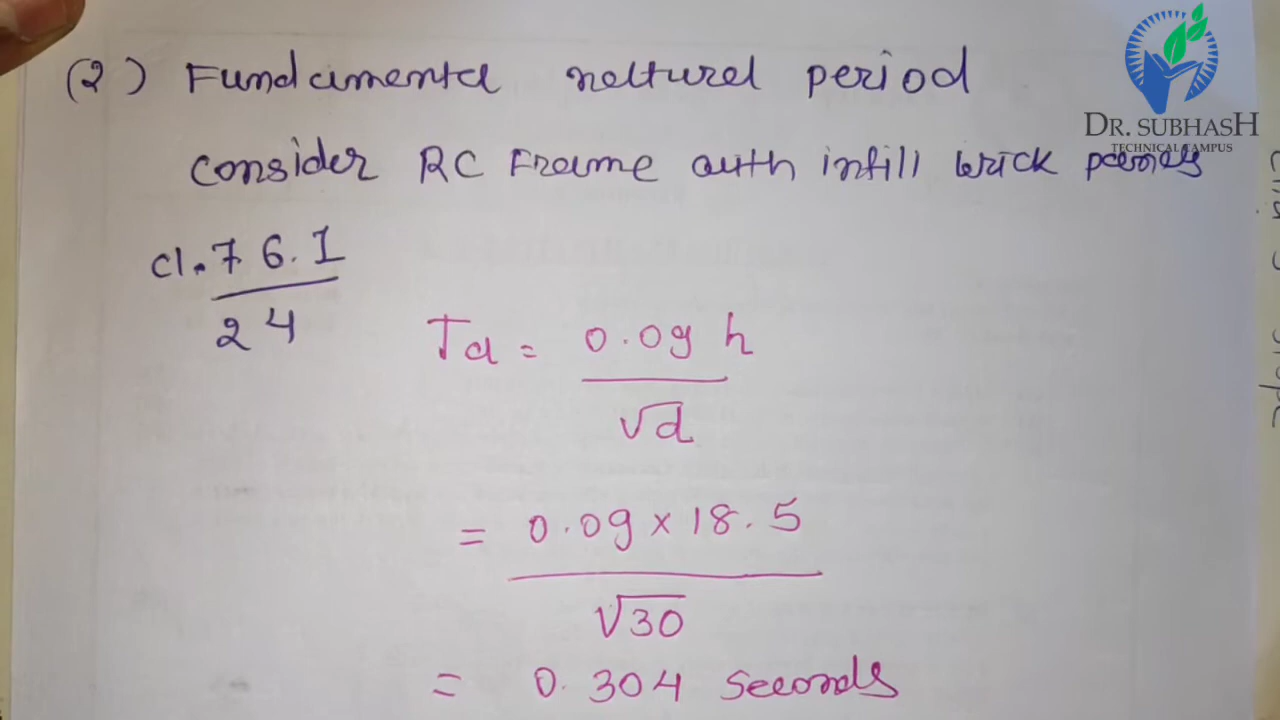 (2) Fundamental natural period
DR. SUBHASH
TECHNICAL CAMPUS
consider RC Frame with infill brick panels
cl. 7 6.1
24
Ta = 0.09 h
√d
= 0.09 x 18.5
√30
= 0.304 seconds